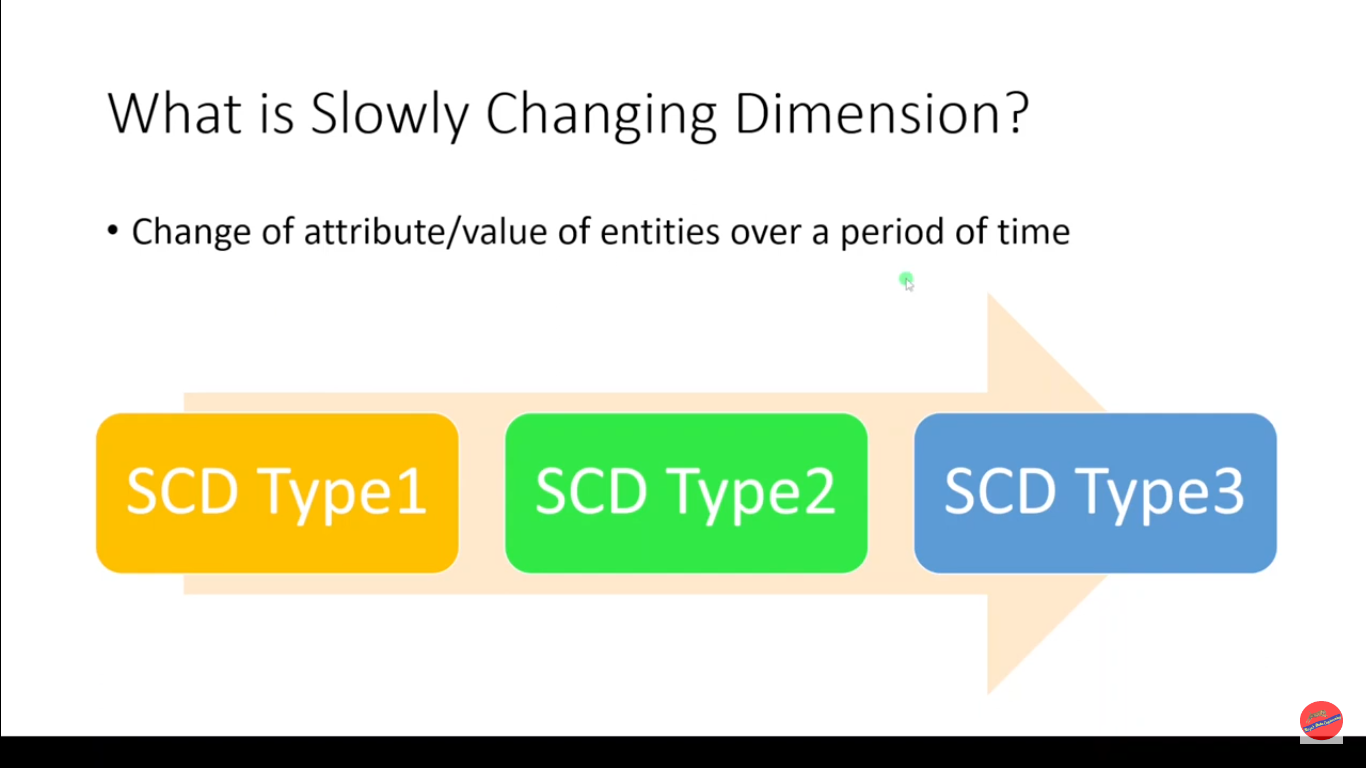 What is Slowly Changing Dimension?
• Change of attribute/value of entities over a period of time
SCD Type1
SCD Type2
SCD Type3